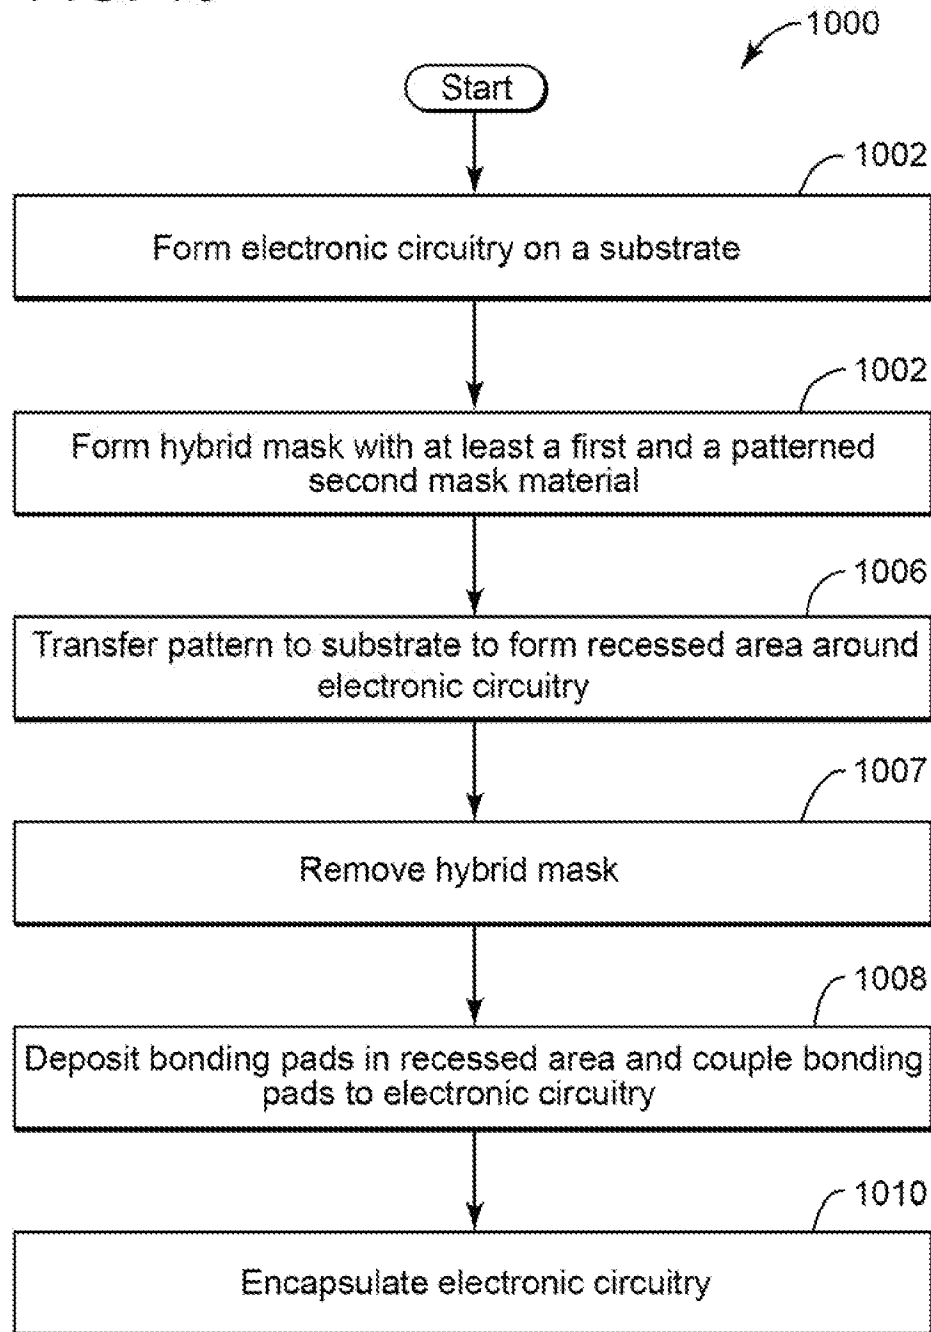 1000
Start
1002
Form electronic circuitry on a substrate
1002
Form hybrid mask with at least a first and a patterned
second mask material
1006
Transfer pattern to substrate to form recessed area around
electronic circuitry
1007
Remove hybrid mask
1008
Deposit bonding pads in recessed area and couple bonding
pads to electronic circuitry
1010
Encapsulate electronic circuitry